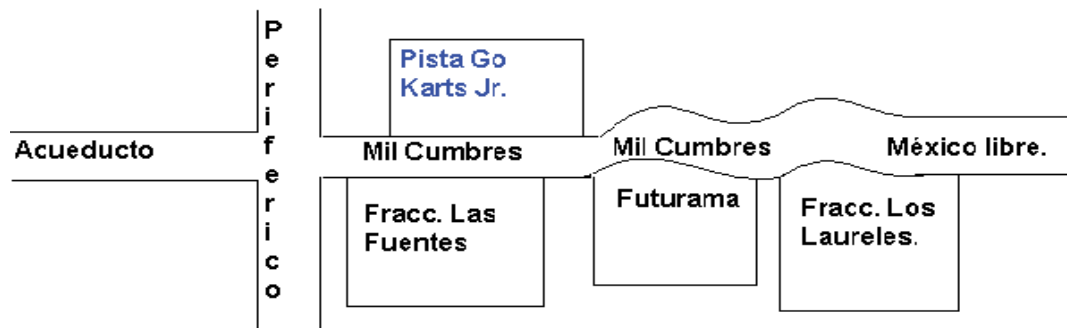 Periferico
Pista Go
Karts Jr.
Acueducto
Mil Cumbres
Mil Cumbres
México libre.
Fracc. Las
Fuentes
Futurama
Fracc. Los
Laureles.